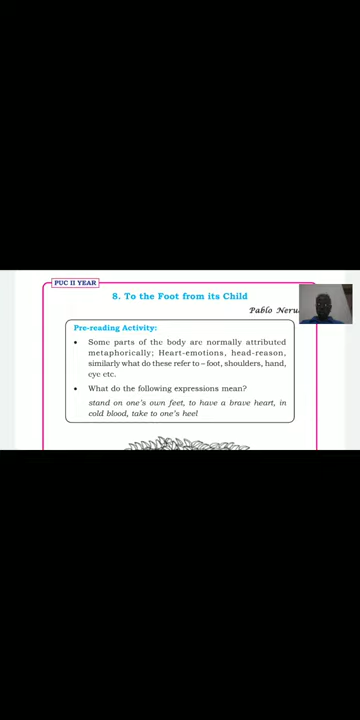 PUC II YEAR
8. To the Foot from its Child
Pablo
Pre-reading Activity:
• Some parts of the body are normally attributed
metaphorically; Heart-emotions, head-reason,
similarly what do these refer to – foot, shoulders, hand,
eye etc.
• What do the following expressions mean?
stand on one's own feet, to have a brave heart, in
cold blood, take to one's heel